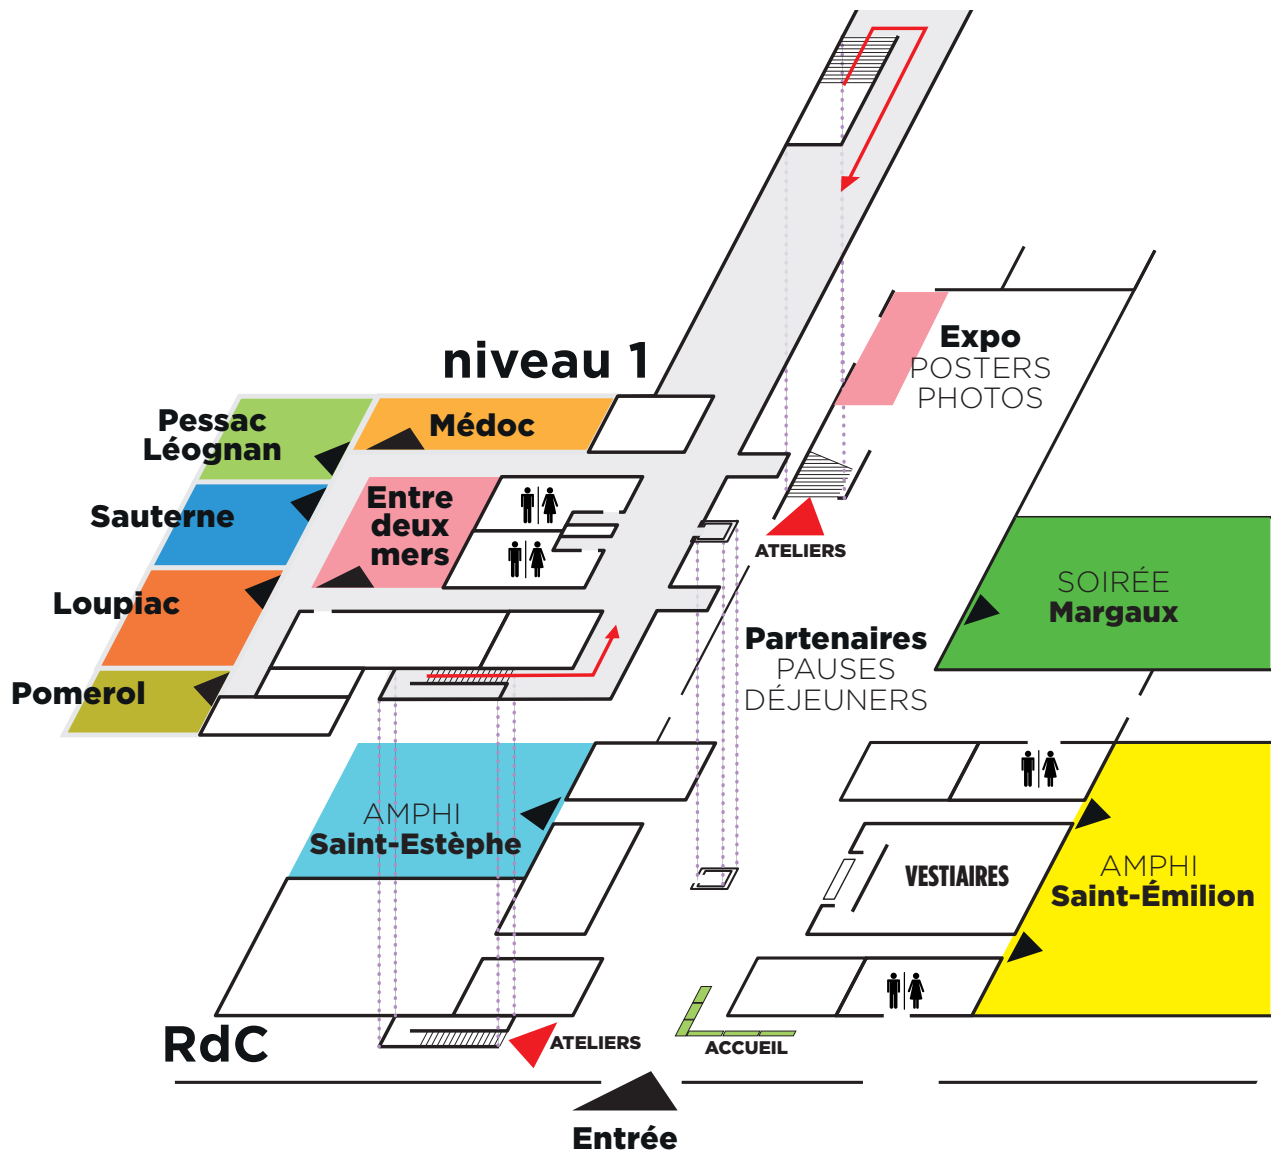 niveau 1
Pessac
Léognan
Médoc
Sauterne
Entre
deux
mers
Loupiac
Pomerol
Expo
POSTERS
PHOTOS
ATELIERS
SOIRÉE
Margaux
Partenaires
PAUSES
DÉJEUNERS
AMPHI
Saint-Estèphe
VESTIAIRES
AMPHI
Saint-Émilion
RdC
ATELIERS
ACCUEIL
Entrée